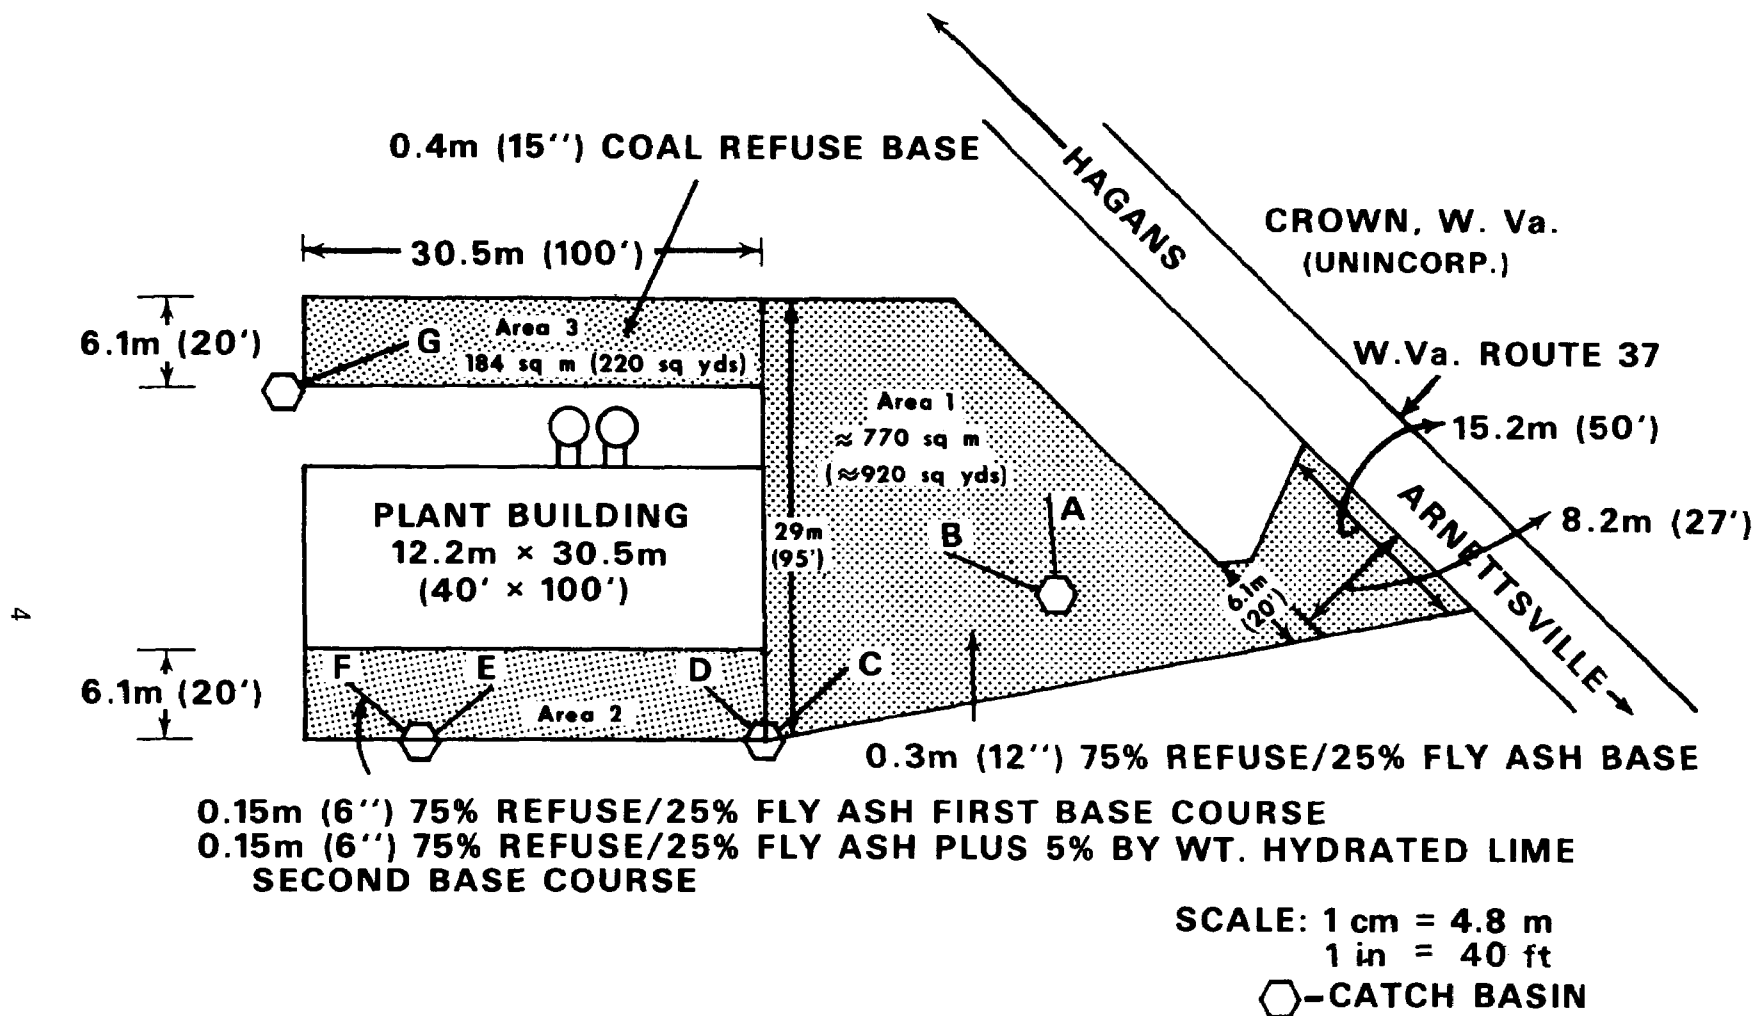 0.4m (15'') COAL REFUSE BASE
HAGANS
CROWN, W. Va.
(UNINCORP.)
30.5m (100')
6.1m (20')
Area 3
184 sq m (220 sq yds)
G
W.Va. ROUTE 37
15.2m (50')
Area 1
≈ 770 sq m
(≈920 sq yds)
PLANT BUILDING
12.2m × 30.5m
(40' × 100')
29m
(95')
A
B
ARNETTSVILLE
8.2m (27')
6.1m
(20')
4
6.1m (20')
F
E
D
C
Area 2
0.3m (12'') 75% REFUSE/25% FLY ASH BASE
0.15m (6'') 75% REFUSE/25% FLY ASH FIRST BASE COURSE
0.15m (6'') 75% REFUSE/25% FLY ASH PLUS 5% BY WT. HYDRATED LIME
SECOND BASE COURSE
SCALE: 1 cm = 4.8 m
1 in = 40 ft
-CATCH BASIN